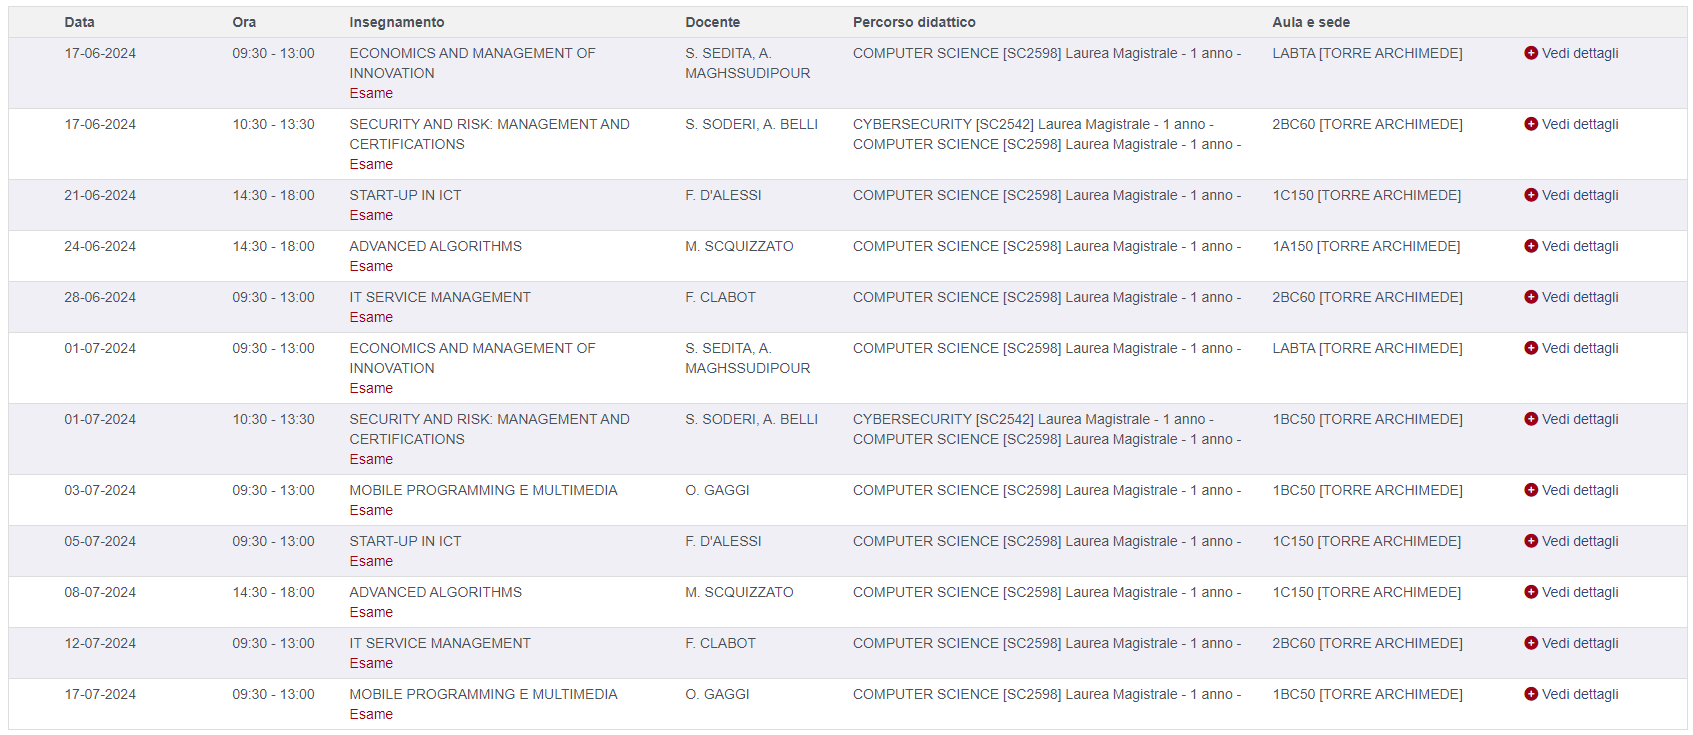 Data Ora Insegnamento Docente Percorso didattico Aula e sede
17-06-2024 09:30 - 13:00 ECONOMICS AND MANAGEMENT OF S. SEDITA, A. COMPUTER SCIENCE [SC2598] Laurea Magistrale - 1 anno - LABTA [TORRE ARCHIMEDE] Vedi dettagli
INNOVATION MAGHSSUDIPOUR
Esame
17-06-2024 10:30 - 13:30 SECURITY AND RISK: MANAGEMENT AND S. SODERI, A. BELLI CYBERSECURITY [SC2542] Laurea Magistrale - 1 anno - 2BC60 [TORRE ARCHIMEDE] Vedi dettagli
CERTIFICATIONS COMPUTER SCIENCE [SC2598] Laurea Magistrale - 1 anno -
Esame
21-06-2024 14:30 - 18:00 START-UP IN ICT F. D'ALESSI COMPUTER SCIENCE [SC2598] Laurea Magistrale - 1 anno - 1C150 [TORRE ARCHIMEDE] Vedi dettagli
Esame
24-06-2024 14:30 - 18:00 ADVANCED ALGORITHMS M. SCQUIZZATO COMPUTER SCIENCE [SC2598] Laurea Magistrale - 1 anno - 1A150 [TORRE ARCHIMEDE] Vedi dettagli
Esame
28-06-2024 09:30 - 13:00 IT SERVICE MANAGEMENT F. CLABOT COMPUTER SCIENCE [SC2598] Laurea Magistrale - 1 anno - 2BC60 [TORRE ARCHIMEDE] Vedi dettagli
Esame
01-07-2024 09:30 - 13:00 ECONOMICS AND MANAGEMENT OF S. SEDITA, A. COMPUTER SCIENCE [SC2598] Laurea Magistrale - 1 anno - LABTA [TORRE ARCHIMEDE] Vedi dettagli
INNOVATION MAGHSSUDIPOUR
Esame
01-07-2024 10:30 - 13:30 SECURITY AND RISK: MANAGEMENT AND S. SODERI, A. BELLI CYBERSECURITY [SC2542] Laurea Magistrale - 1 anno - 1BC50 [TORRE ARCHIMEDE] Vedi dettagli
CERTIFICATIONS COMPUTER SCIENCE [SC2598] Laurea Magistrale - 1 anno -
Esame
03-07-2024 09:30 - 13:00 MOBILE PROGRAMMING E MULTIMEDIA O. GAGGI COMPUTER SCIENCE [SC2598] Laurea Magistrale - 1 anno - 1BC50 [TORRE ARCHIMEDE] Vedi dettagli
Esame
05-07-2024 09:30 - 13:00 START-UP IN ICT F. D'ALESSI COMPUTER SCIENCE [SC2598] Laurea Magistrale - 1 anno - 1C150 [TORRE ARCHIMEDE] Vedi dettagli
Esame
08-07-2024 14:30 - 18:00 ADVANCED ALGORITHMS M. SCQUIZZATO COMPUTER SCIENCE [SC2598] Laurea Magistrale - 1 anno - 1C150 [TORRE ARCHIMEDE] Vedi dettagli
Esame
12-07-2024 09:30 - 13:00 IT SERVICE MANAGEMENT F. CLABOT COMPUTER SCIENCE [SC2598] Laurea Magistrale - 1 anno - 2BC60 [TORRE ARCHIMEDE] Vedi dettagli
Esame
17-07-2024 09:30 - 13:00 MOBILE PROGRAMMING E MULTIMEDIA O. GAGGI COMPUTER SCIENCE [SC2598] Laurea Magistrale - 1 anno - 1BC50 [TORRE ARCHIMEDE] Vedi dettagli
Esame